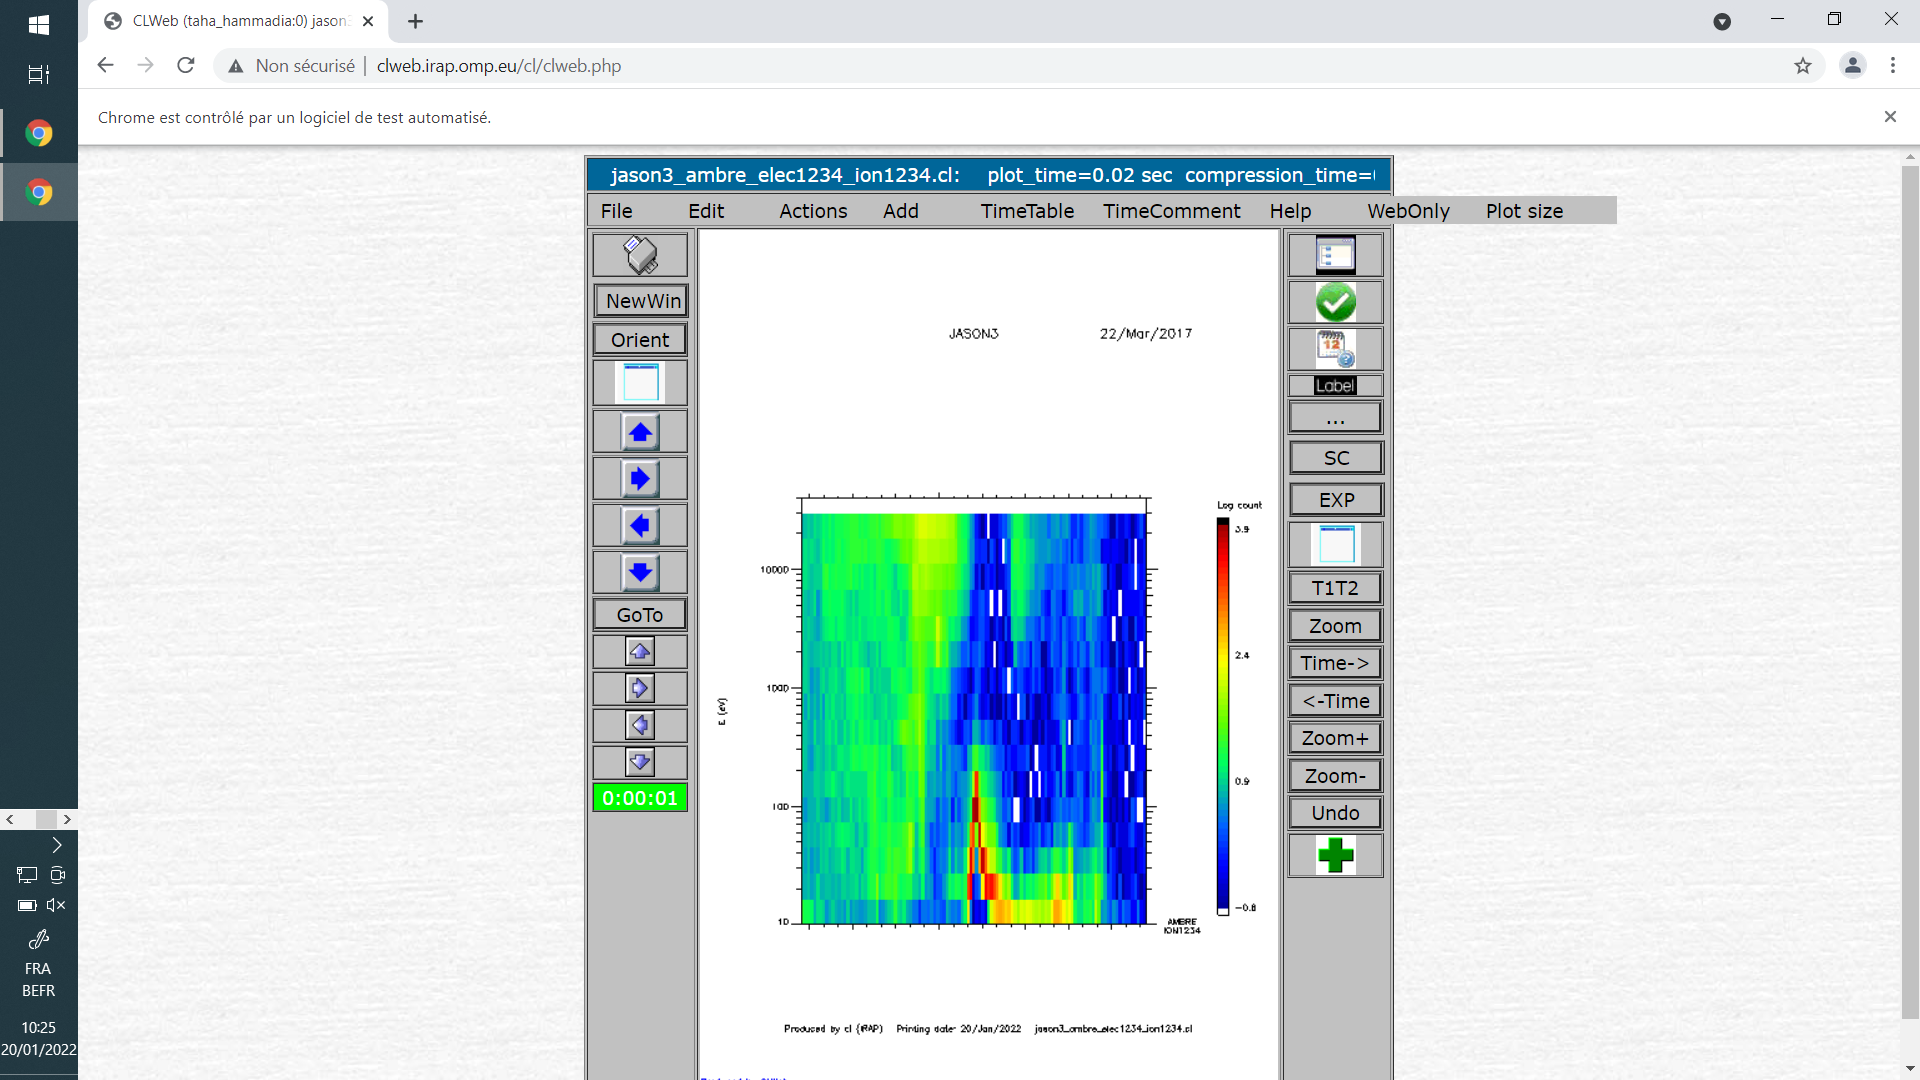 CLWeb (taha_hammadia:0) jason3
Non sécurisé | clweb.irap.omp.eu/cl/clweb.php
Chrome est contrôlé par un logiciel de test automatisé.
jason3_ambre_elec1234_ion1234.cl: plot_time=0.02 sec compression_time=
File Edit Actions Add TimeTable TimeComment Help WebOnly Plot size
NewWin
Orient
GoTo
0:00:01
JASON3 22/Mar/2017
Log count
3.9
2.4
0.9
-0.8
10000
1000
100
10
E (eV)
AMBRE
ION1234
Produced by cl (IRAP) Printing date: 20/Jan/2022 jason3_ambre_elec1234_ion1234.cl
12
Label
...
SC
EXP
T1T2
Zoom
Time->
<-Time
Zoom+
Zoom-
Undo
FRA
BEFR
10:25
20/01/2022